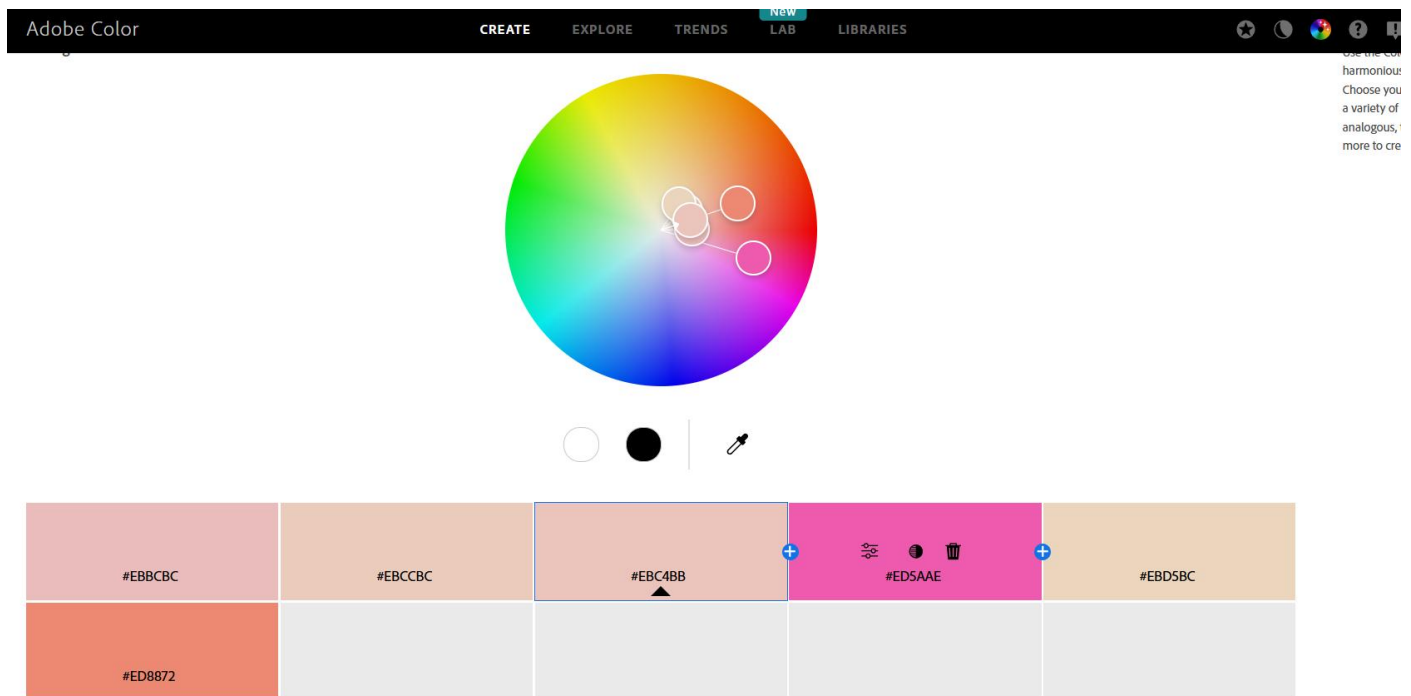 Adobe Color
CREATE EXPLORE TRENDS New LAB LIBRARIES
harmonious
Choose you
a variety of
analogous,
more to cre
#EBBCBC #EBCCBC #EBC4BB #ED5AAE #EBD5BC
#ED8872